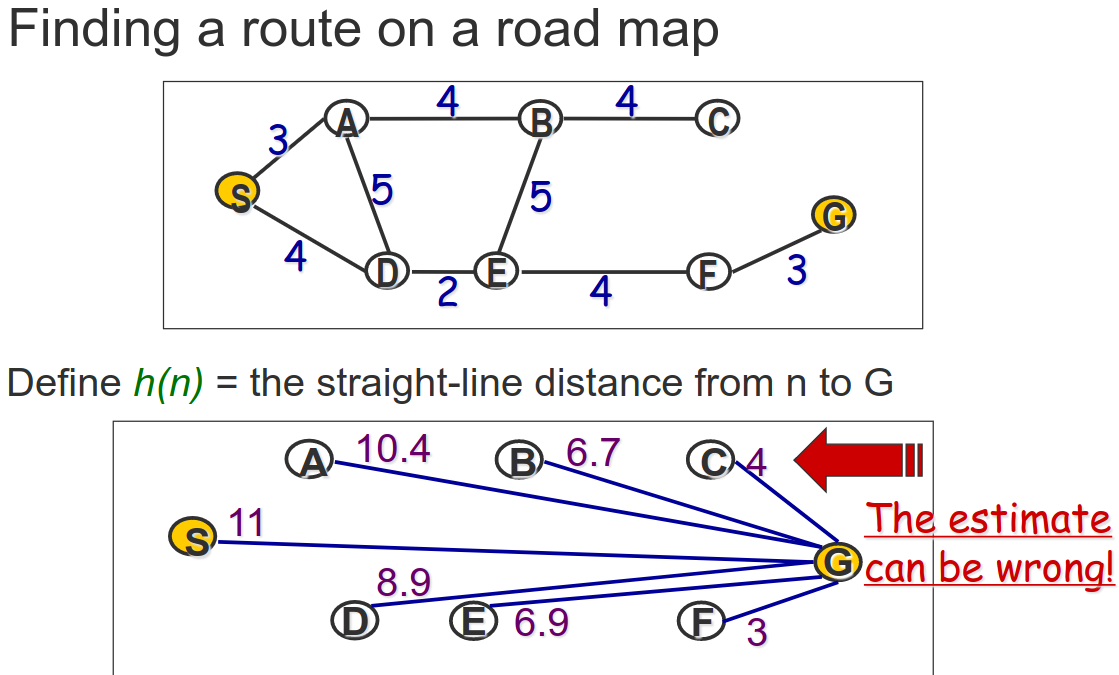 Finding a route on a road map
4 4
A B C
3
5 5
S
G
4
D E F
2 4 3
Define h(n) = the straight-line distance from n to G
A 10.4 B 6.7 C 4
S 11
The estimate
G can be wrong!
8.9
D E 6.9 F 3